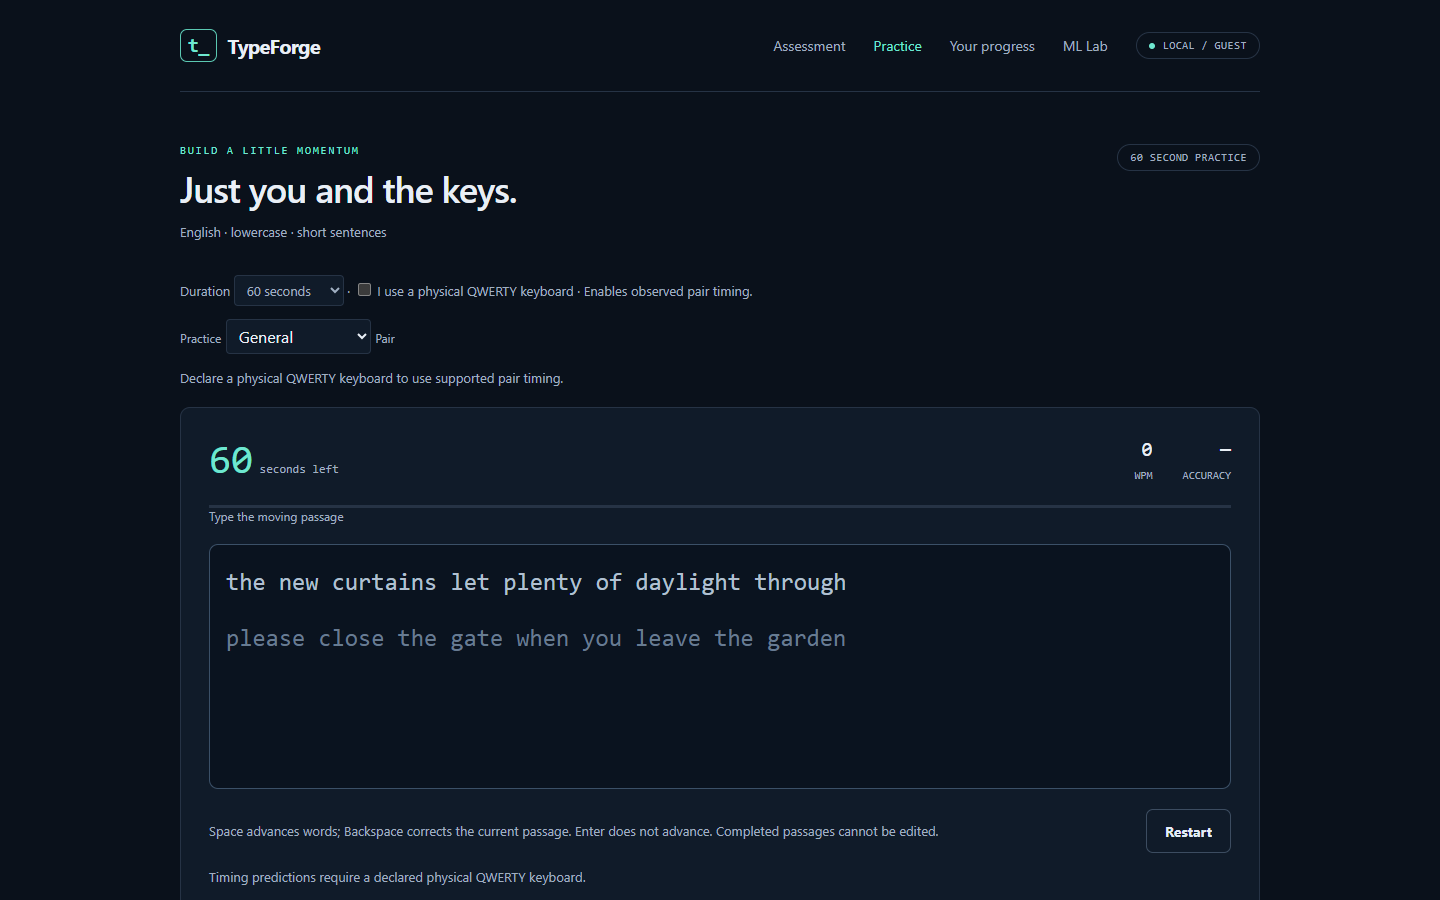 t_ TypeForge
Assessment Practice Your progress ML Lab LOCAL / GUEST
BUILD A LITTLE MOMENTUM
60 SECOND PRACTICE
Just you and the keys.
English · lowercase · short sentences
Duration 60 seconds · I use a physical QWERTY keyboard · Enables observed pair timing.
Practice General Pair
Declare a physical QWERTY keyboard to use supported pair timing.
60 seconds left
0 —
WPM ACCURACY
Type the moving passage
the new curtains let plenty of daylight through
please close the gate when you leave the garden
Space advances words; Backspace corrects the current passage. Enter does not advance. Completed passages cannot be edited.
Restart
Timing predictions require a declared physical QWERTY keyboard.